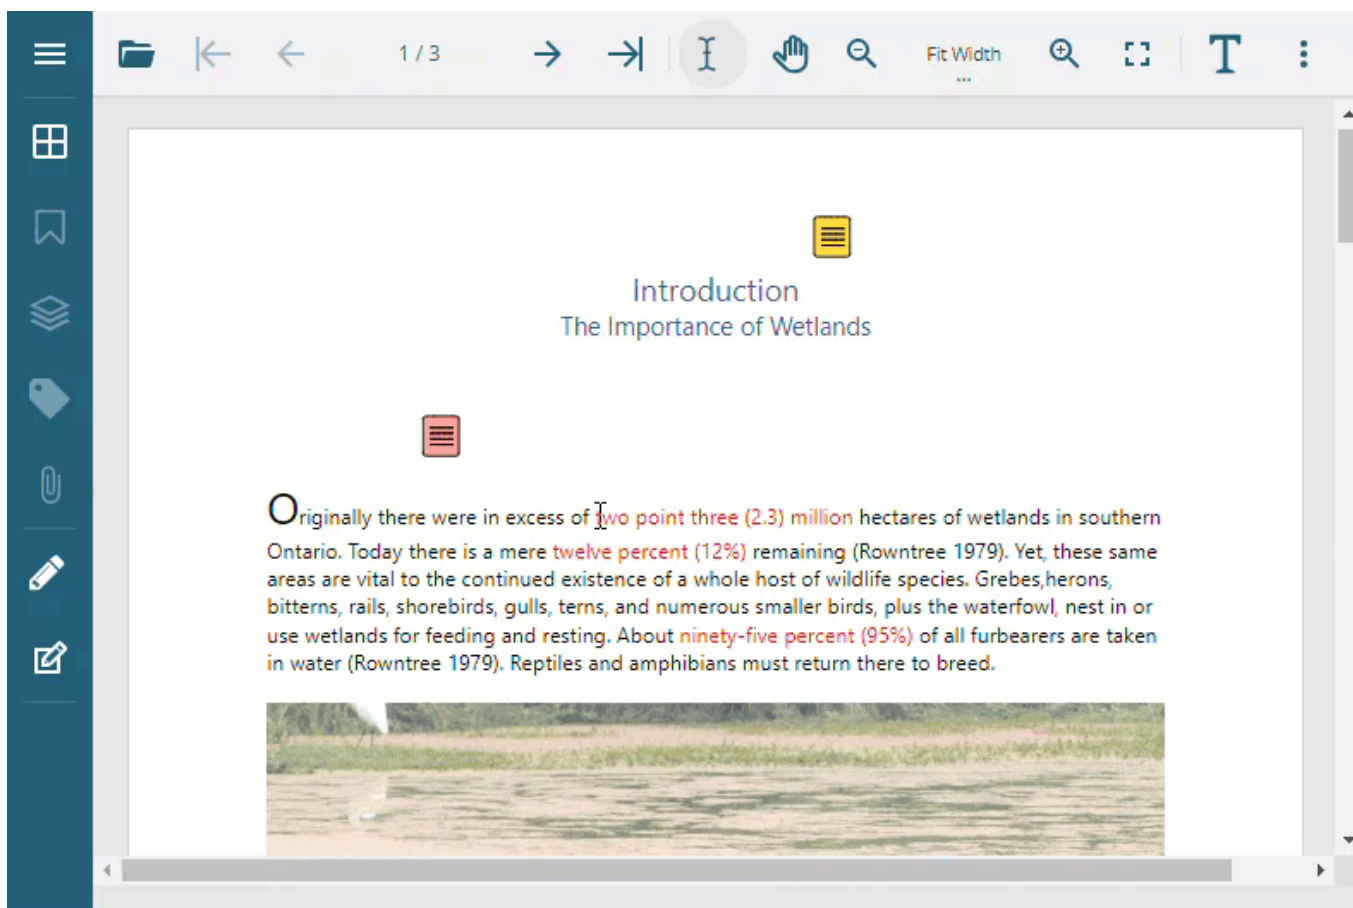 1 / 3
Fit Width
...
T
Introduction
The Importance of Wetlands
Originally there were in excess of two point three (2.3) million hectares of wetlands in southern
Ontario. Today there is a mere twelve percent (12%) remaining (Rowntree 1979). Yet, these same
areas are vital to the continued existence of a whole host of wildlife species. Grebes,herons,
bitterns, rails, shorebirds, gulls, terns, and numerous smaller birds, plus the waterfowl, nest in or
use wetlands for feeding and resting. About ninety-five percent (95%) of all furbearers are taken
in water (Rowntree 1979). Reptiles and amphibians must return there to breed.